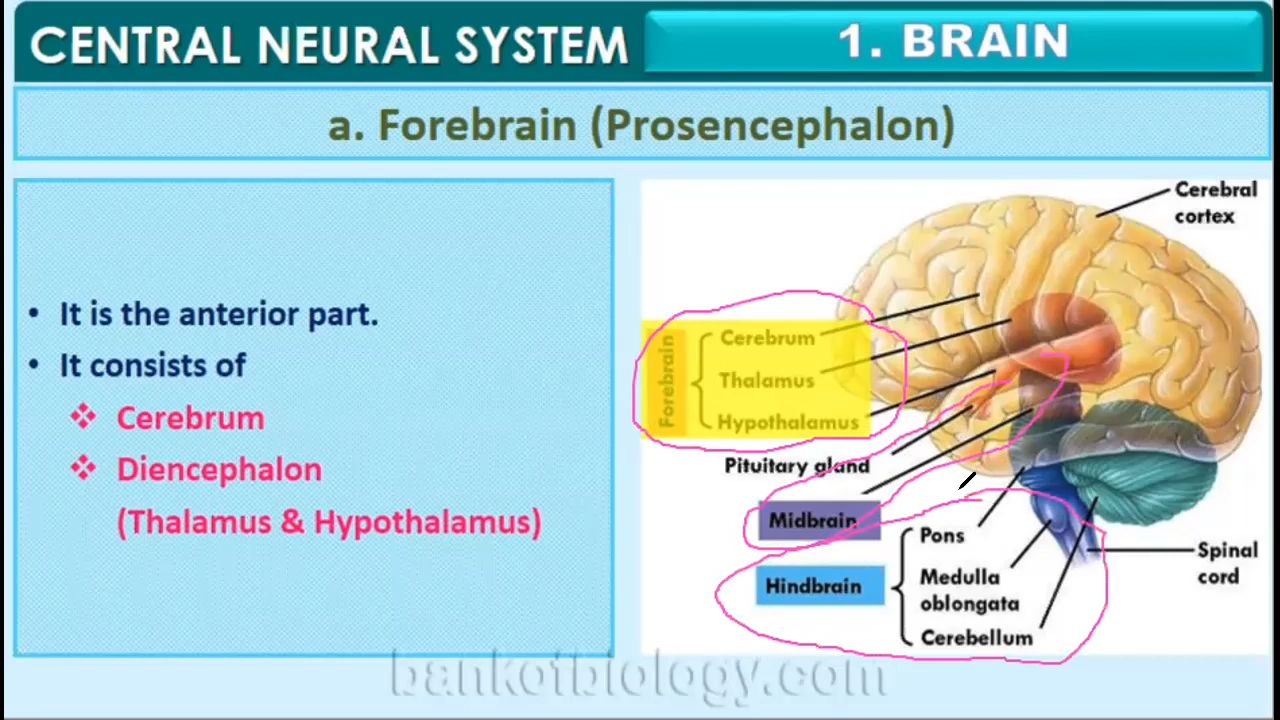 CENTRAL NEURAL SYSTEM
1. BRAIN
a. Forebrain (Prosencephalon)
• It is the anterior part.
• It consists of
❖ Cerebrum
❖ Diencephalon
(Thalamus & Hypothalamus)
Cerebral
cortex
Forebrain
Cerebrum
Thalamus
Hypothalamus
Pituitary gland
Midbrain
Hindbrain
Pons
Medulla
oblongata
Cerebellum
Spinal
cord
bankofbiology.com